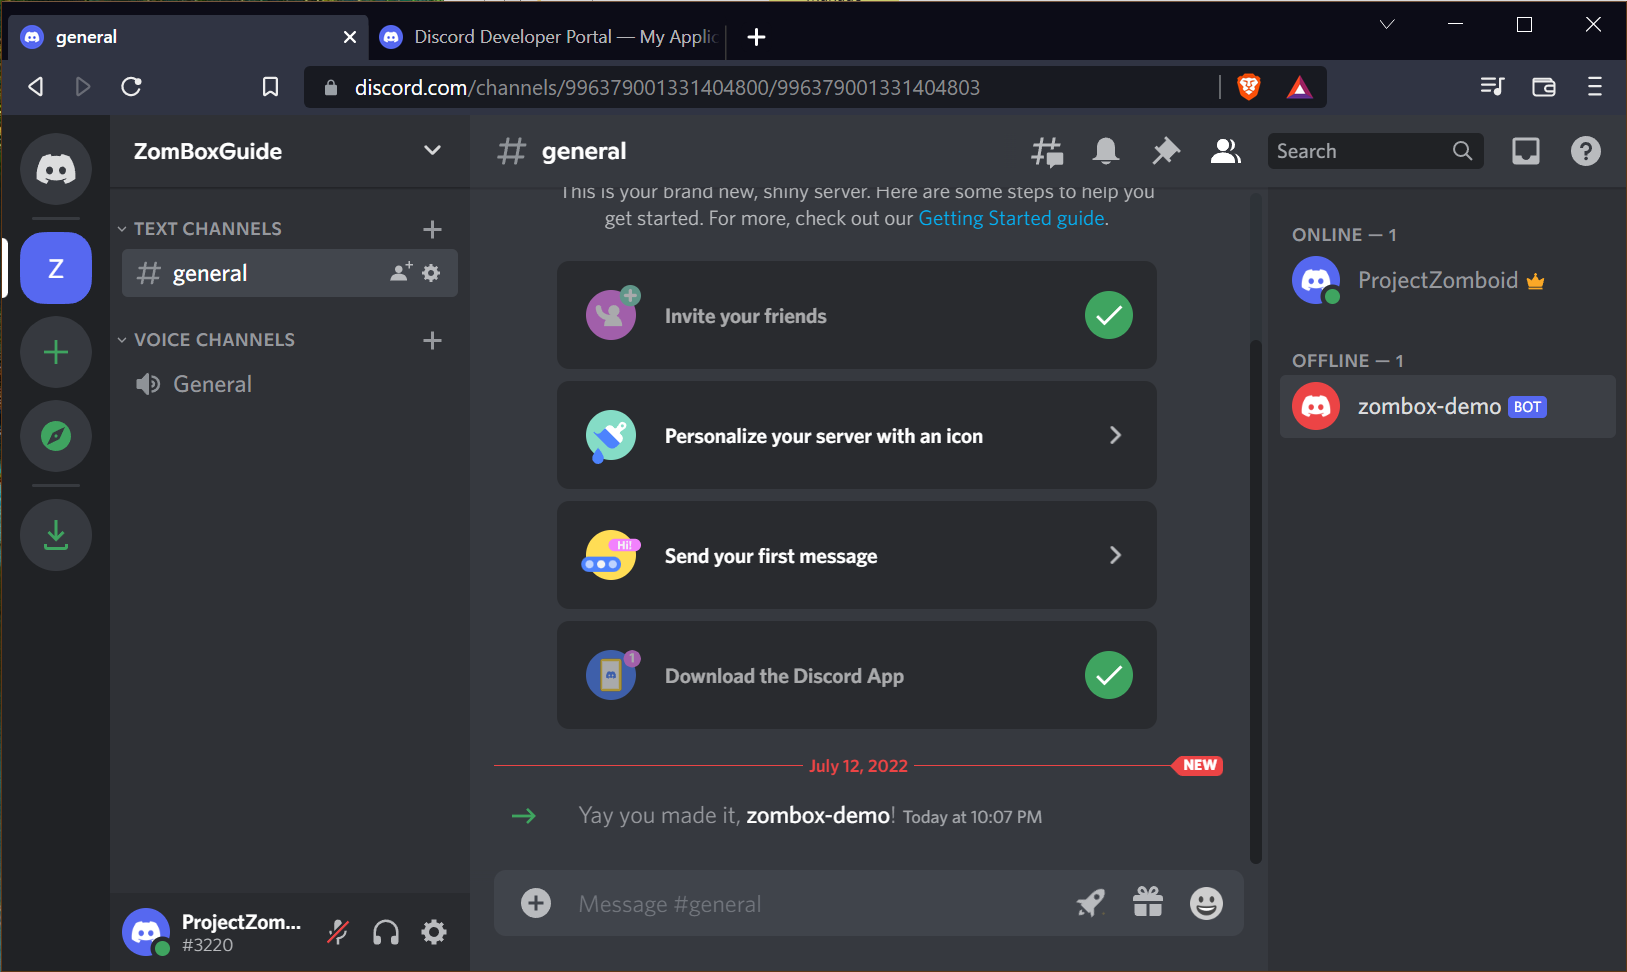 general
Discord Developer Portal — My Applic
discord.com/channels/996379001331404800/996379001331404803
ZomBoxGuide
general
Search
TEXT CHANNELS
general
VOICE CHANNELS
General
Z
This is your brand new, shiny server. Here are some steps to help you
get started. For more, check out our Getting Started guide.
Invite your friends
Personalize your server with an icon
Hi!
Send your first message
1
Download the Discord App
July 12, 2022
NEW
Yay you made it, zombox-demo! Today at 10:07 PM
Message #general
ONLINE — 1
ProjectZomboid
OFFLINE — 1
zombox-demo BOT
ProjectZom...
#3220